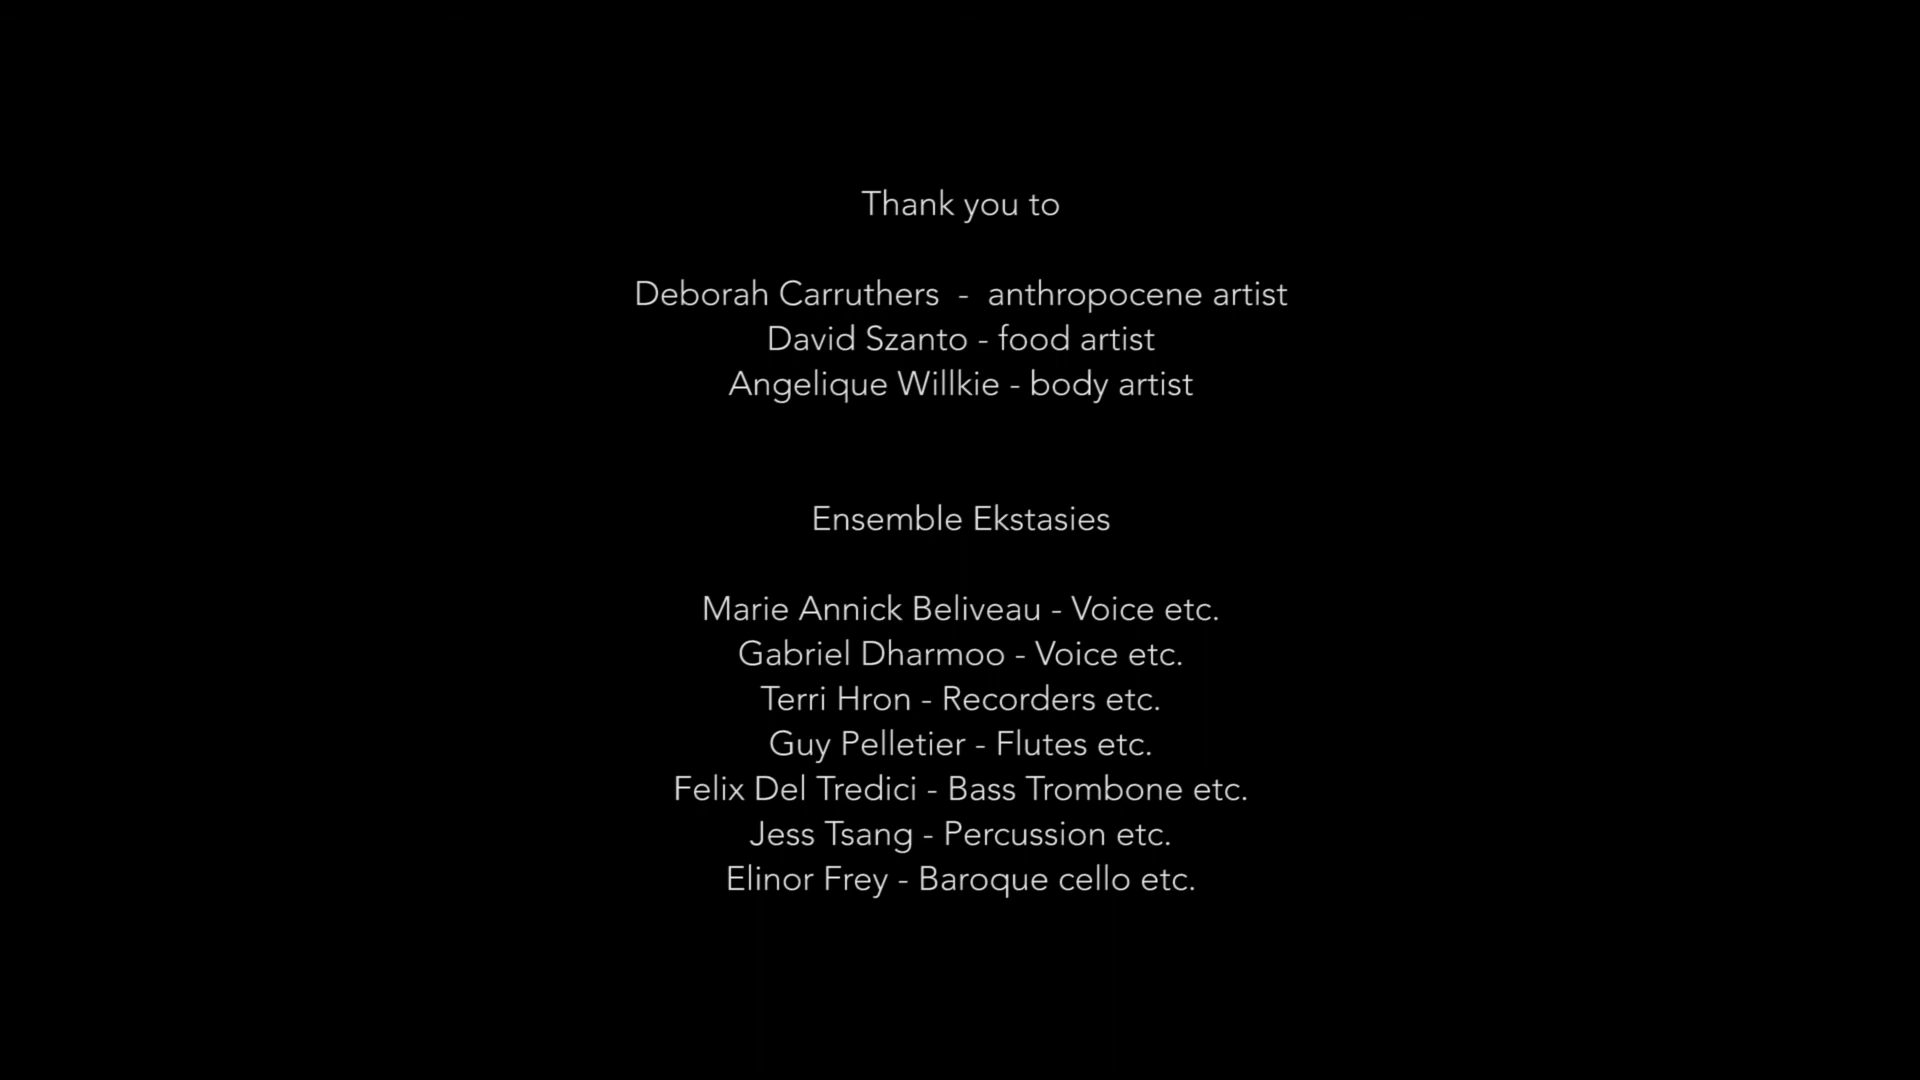 Thank you to
Deborah Carruthers - anthropocene artist
David Szanto - food artist
Angelique Willkie - body artist
Ensemble Ekstasies
Marie Annick Beliveau - Voice etc.
Gabriel Dharmoo - Voice etc.
Terri Hron - Recorders etc.
Guy Pelletier - Flutes etc.
Felix Del Tredici - Bass Trombone etc.
Jess Tsang - Percussion etc.
Elinor Frey - Baroque cello etc.